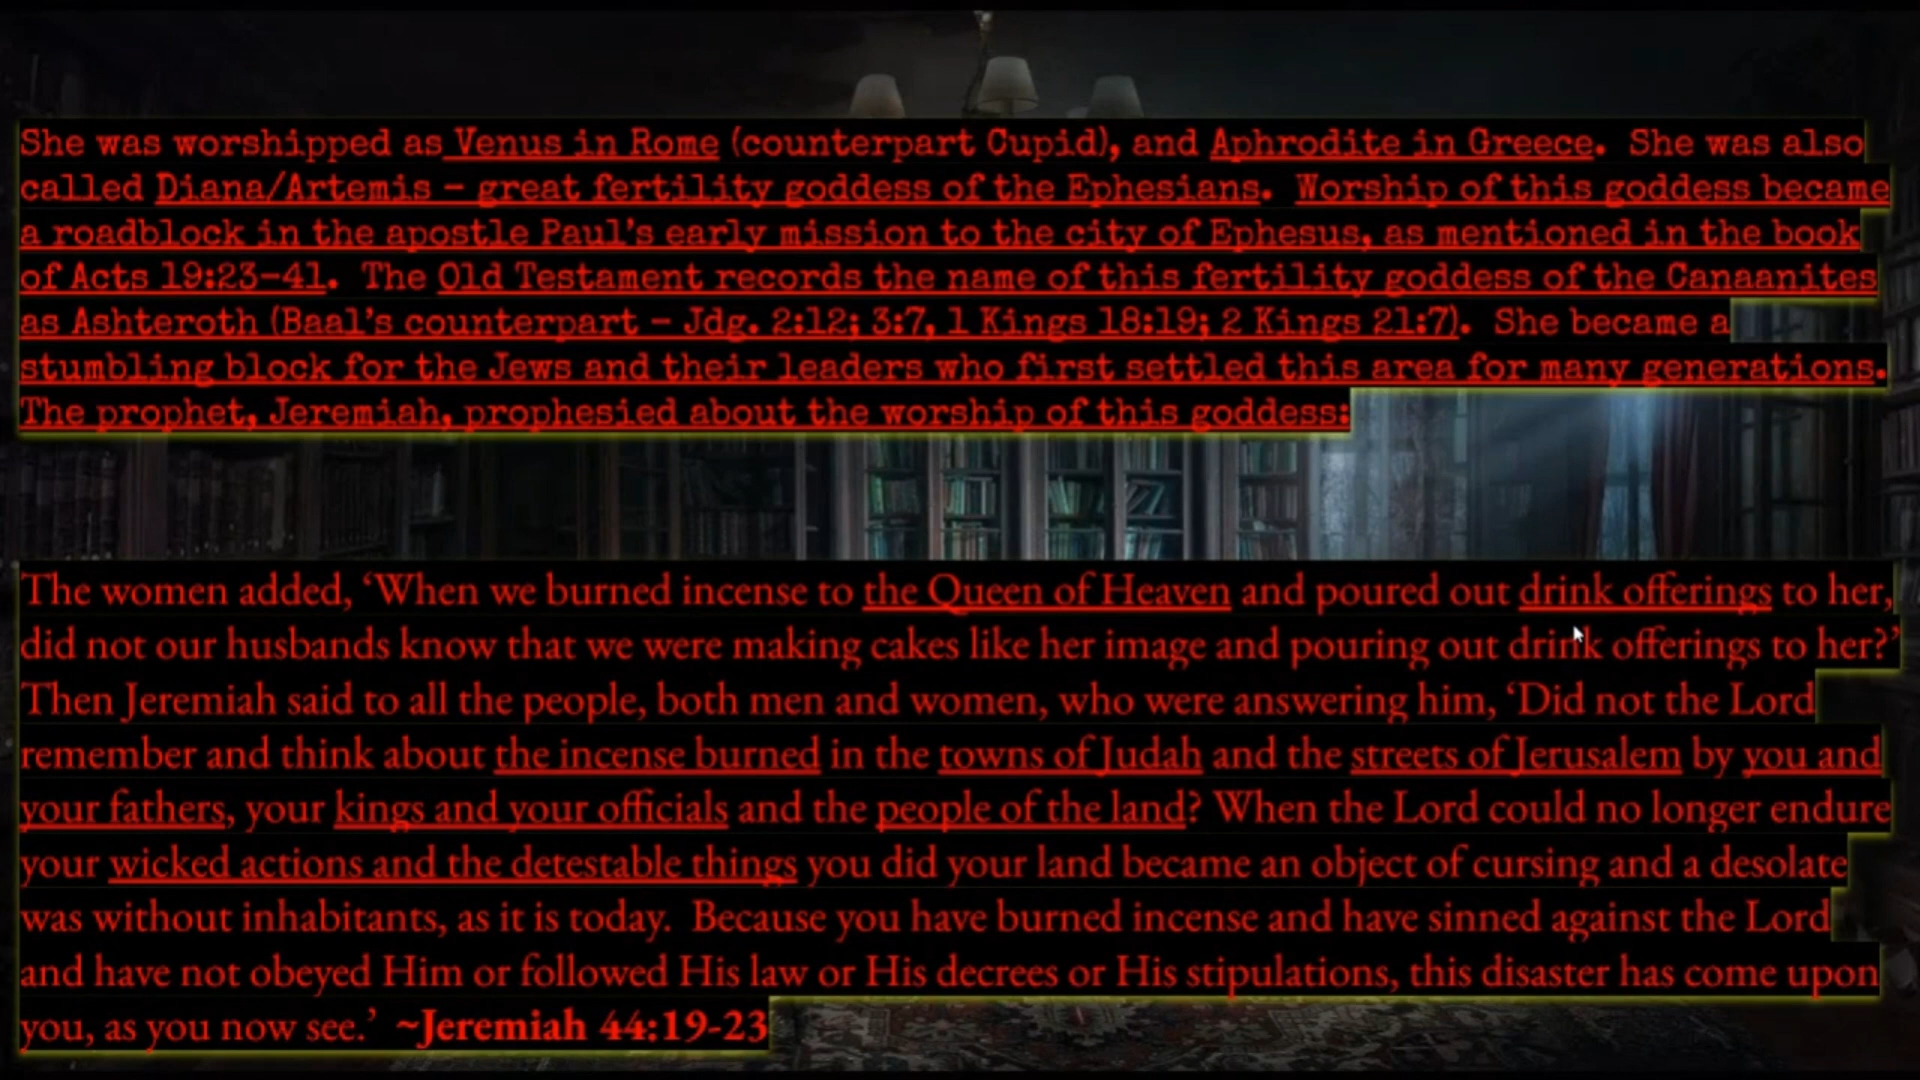 She was worshipped as Venus in Rome (counterpart Cupid), and Aphrodite in Greece.  She was also
called Diana/Artemis – great fertility goddess of the Ephesians.  Worship of this goddess became
a roadblock in the apostle Paul's early mission to the city of Ephesus, as mentioned in the book
of Acts 19:23-41.  The Old Testament records the name of this fertility goddess of the Canaanites
as Ashteroth (Baal's counterpart – Jdg. 2:12; 3:7, 1 Kings 18:19; 2 Kings 21:7).  She became a
stumbling block for the Jews and their leaders who first settled this area for many generations.
The prophet, Jeremiah, prophesied about the worship of this goddess:
The women added, ‘When we burned incense to the Queen of Heaven and poured out drink offerings to her,
did not our husbands know that we were making cakes like her image and pouring out drink offerings to her?’
Then Jeremiah said to all the people, both men and women, who were answering him, ‘Did not the Lord
remember and think about the incense burned in the towns of Judah and the streets of Jerusalem by you and
your fathers, your kings and your officials and the people of the land? When the Lord could no longer endure
your wicked actions and the detestable things you did your land became an object of cursing and a desolate
was without inhabitants, as it is today.  Because you have burned incense and have sinned against the Lord
and have not obeyed Him or followed His law or His decrees or His stipulations, this disaster has come upon
you, as you now see.’  ~Jeremiah 44:19-23